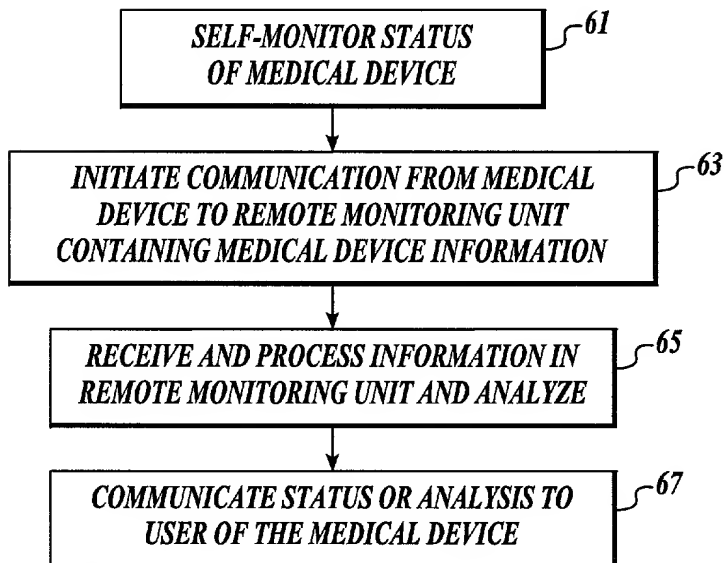 SELF-MONITOR STATUS
OF MEDICAL DEVICE
61
INITIATE COMMUNICATION FROM MEDICAL
DEVICE TO REMOTE MONITORING UNIT
CONTAINING MEDICAL DEVICE INFORMATION
63
RECEIVE AND PROCESS INFORMATION IN
REMOTE MONITORING UNIT AND ANALYZE
65
COMMUNICATE STATUS OR ANALYSIS TO
USER OF THE MEDICAL DEVICE
67